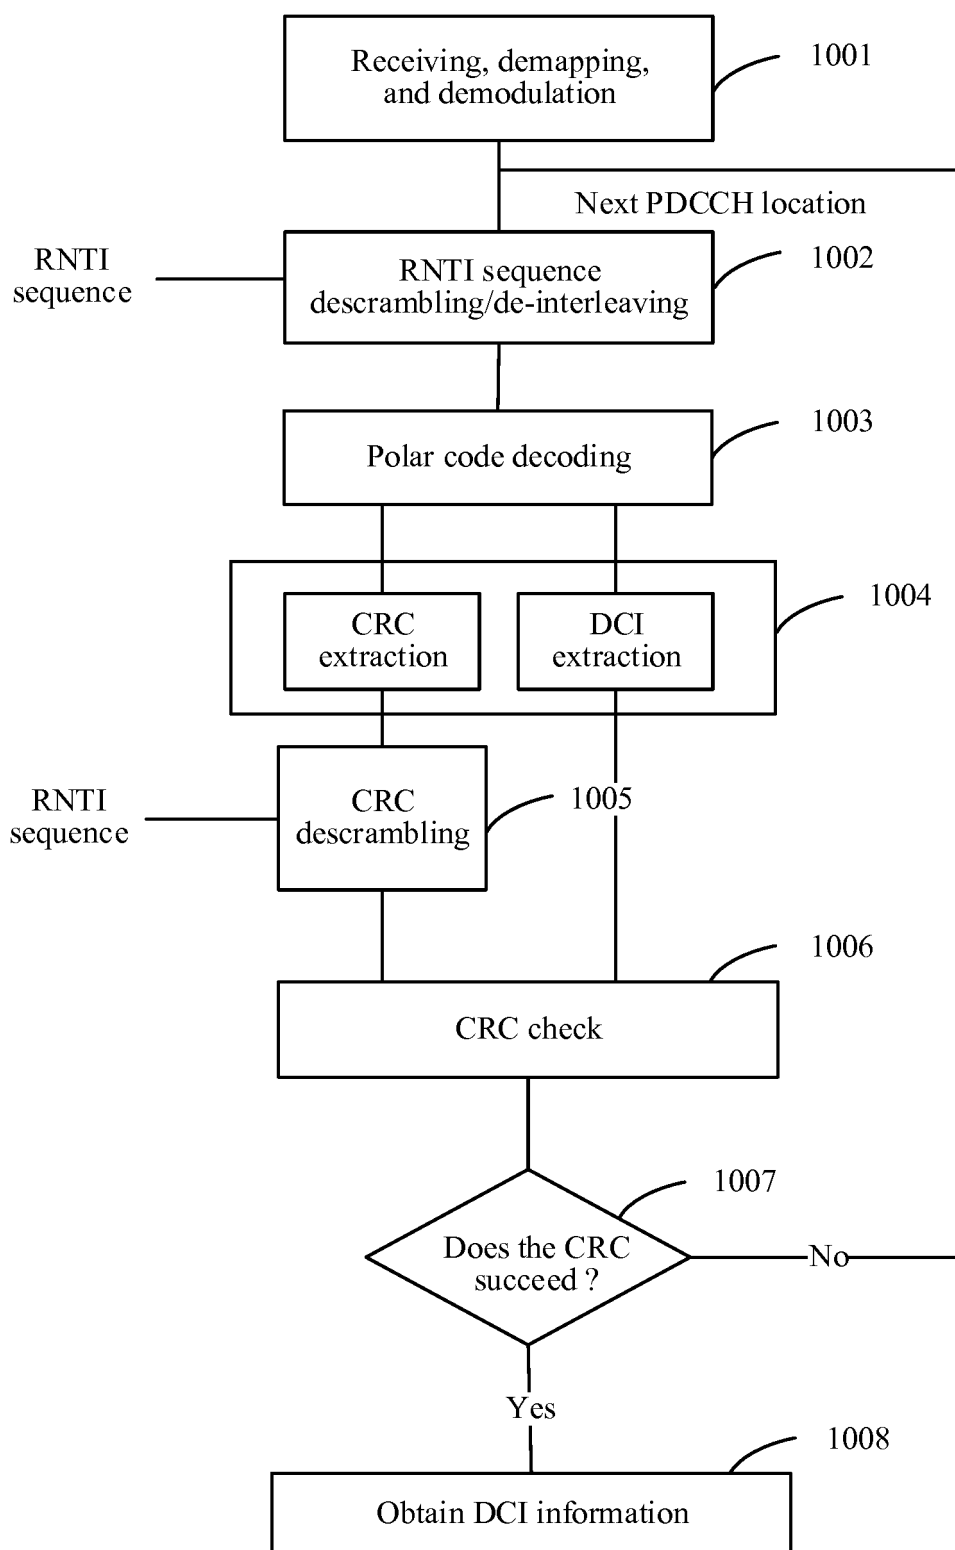 Receiving, demapping,
and demodulation
1001
Next PDCCH location
RNTI
sequence
RNTI sequence
descrambling/de-interleaving
1002
Polar code decoding
1003
CRC
extraction
DCI
extraction
1004
RNTI
sequence
CRC
descrambling
1005
CRC check
1006
Does the CRC
succeed ?
1007
No
Yes
Obtain DCI information
1008